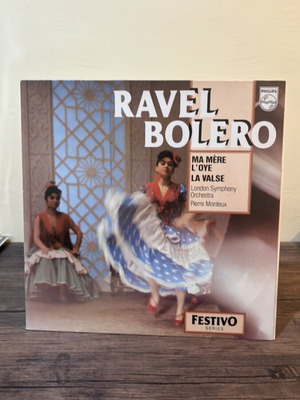 PHILIPS
RAVEL
BOLERO
MA MÈRE
L'OYE
LA VALSE
London Symphony
Orchestra
Pierre Monteux
FESTIVO
SERIES